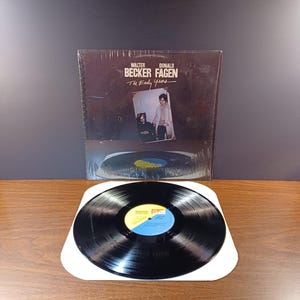 WALTER DONALD
BECKER FAGEN
The Early Years